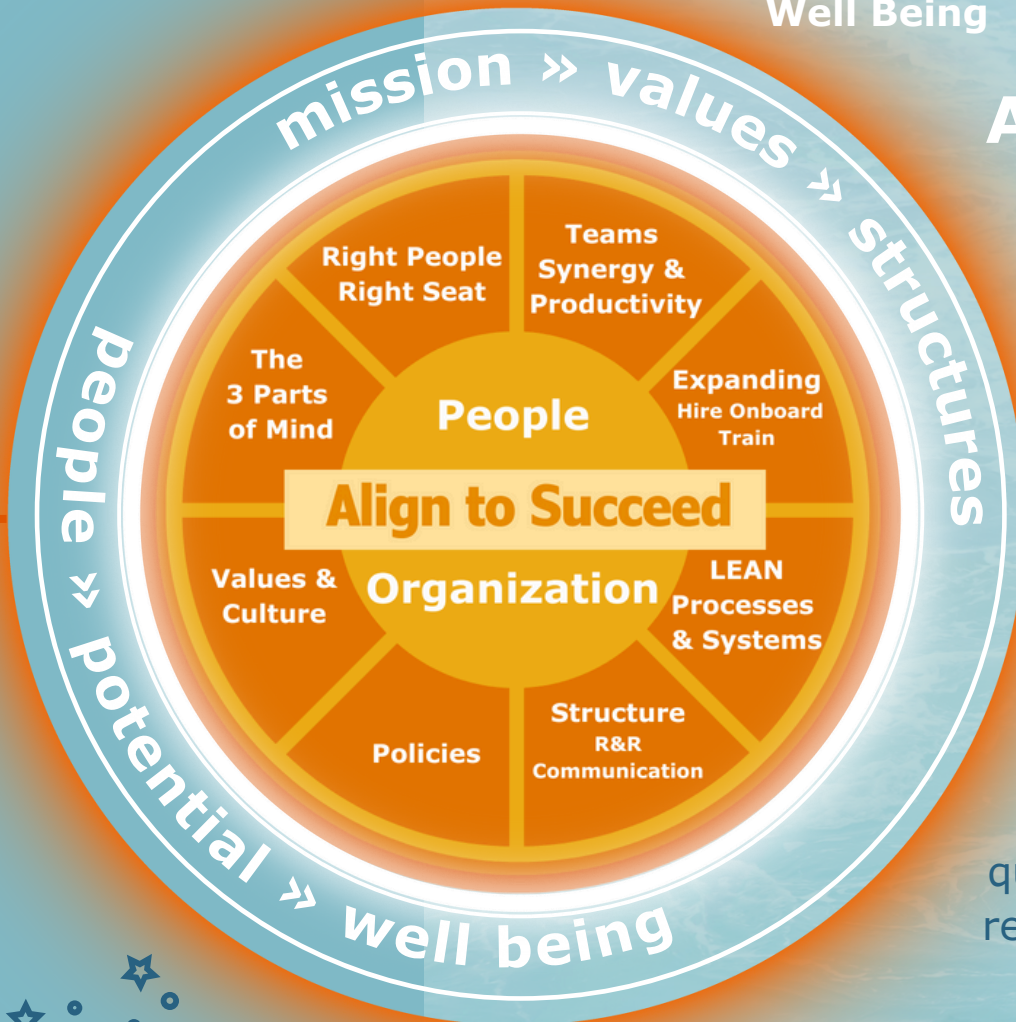 Well Being
A
mission » values » structures
people » potential » well being
Right People
Right Seat
Teams
Synergy &
Productivity
The
3 Parts
of Mind
Expanding
Hire Onboard
Train
People
Align to Succeed
Organization
Values &
Culture
LEAN
Processes
& Systems
Policies
Structure
R&R
Communication
qu
re